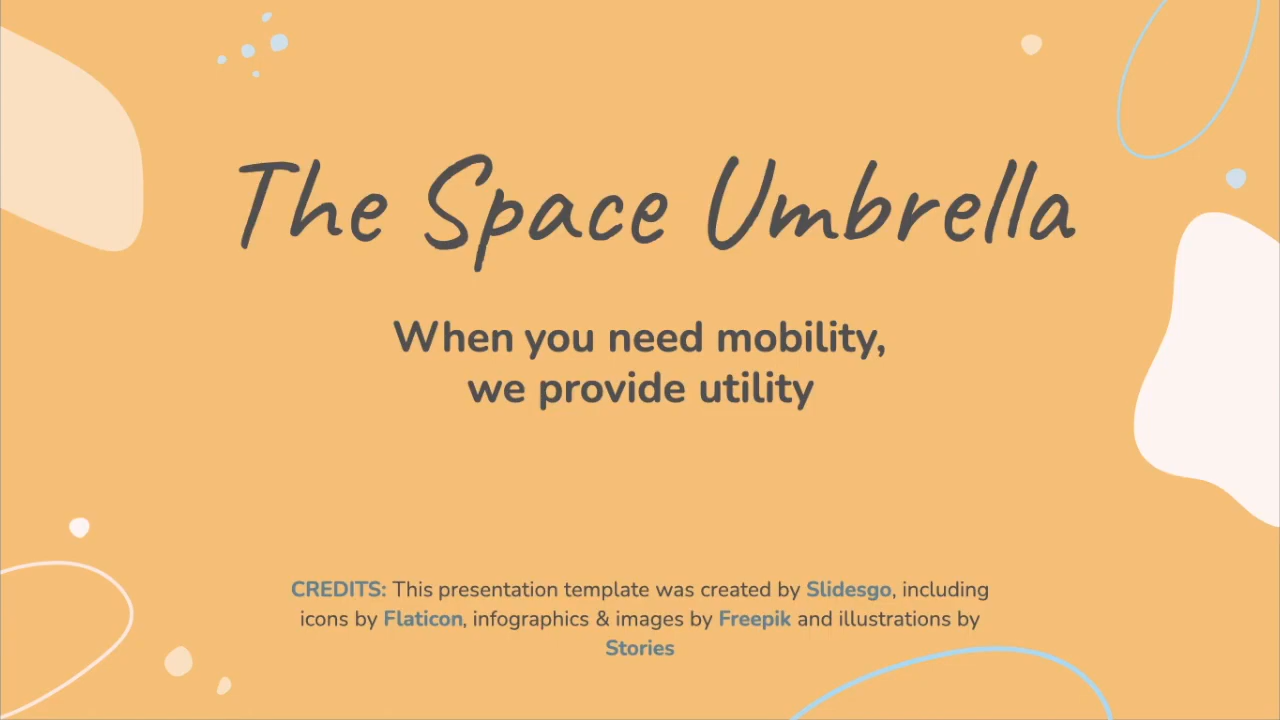 The Space Umbrella
When you need mobility,
we provide utility
CREDITS: This presentation template was created by Slidesgo, including
icons by Flaticon, infographics & images by Freepik and illustrations by
Stories